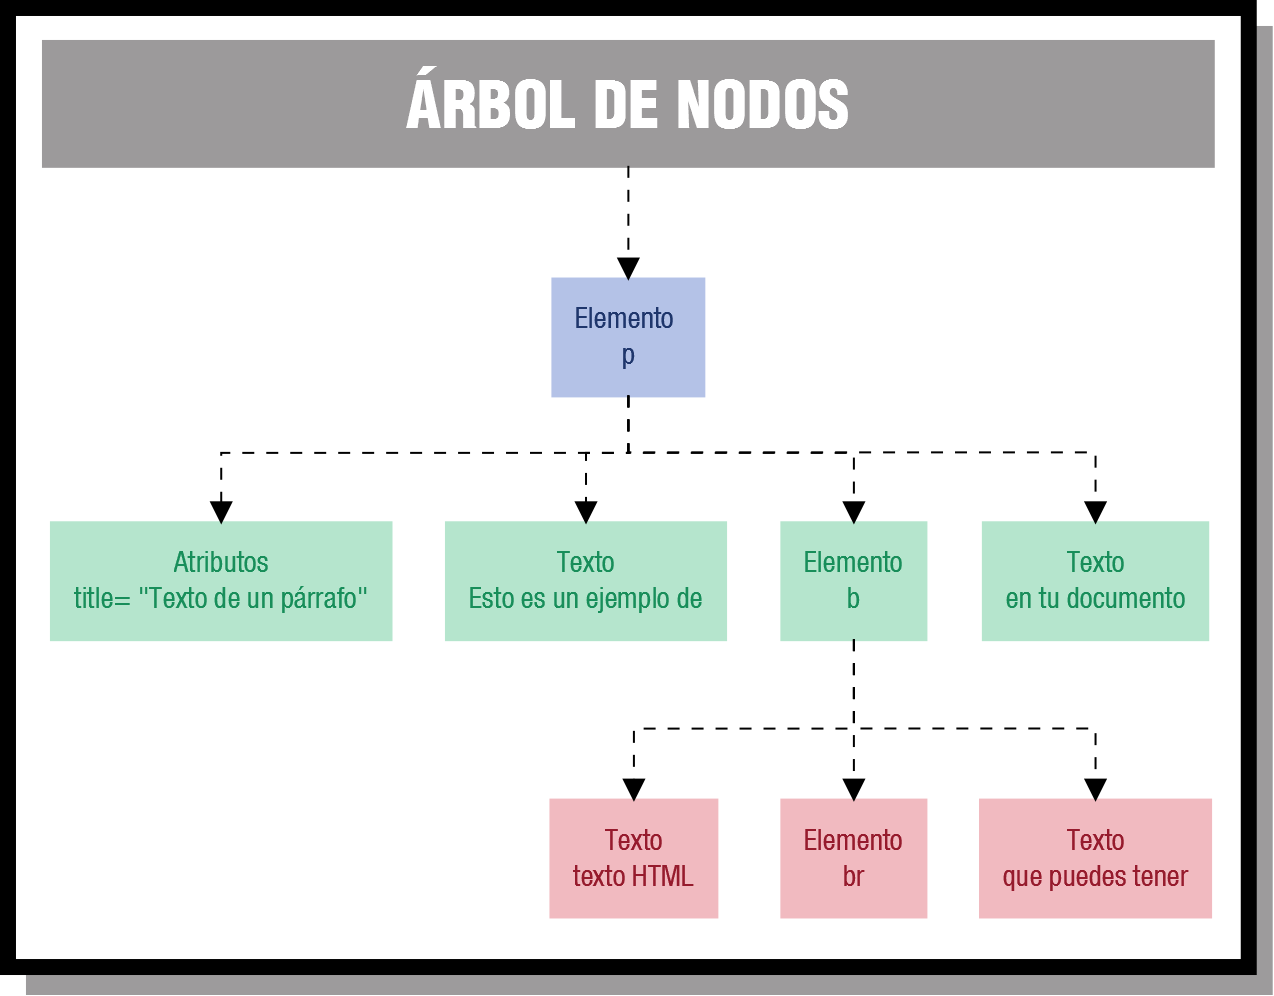 ÁRBOL DE NODOS
Elemento
p
Atributos
title= "Texto de un párrafo"
Texto
Esto es un ejemplo de
Elemento
b
Texto
en tu documento
Texto
texto HTML
Elemento
br
Texto
que puedes tener